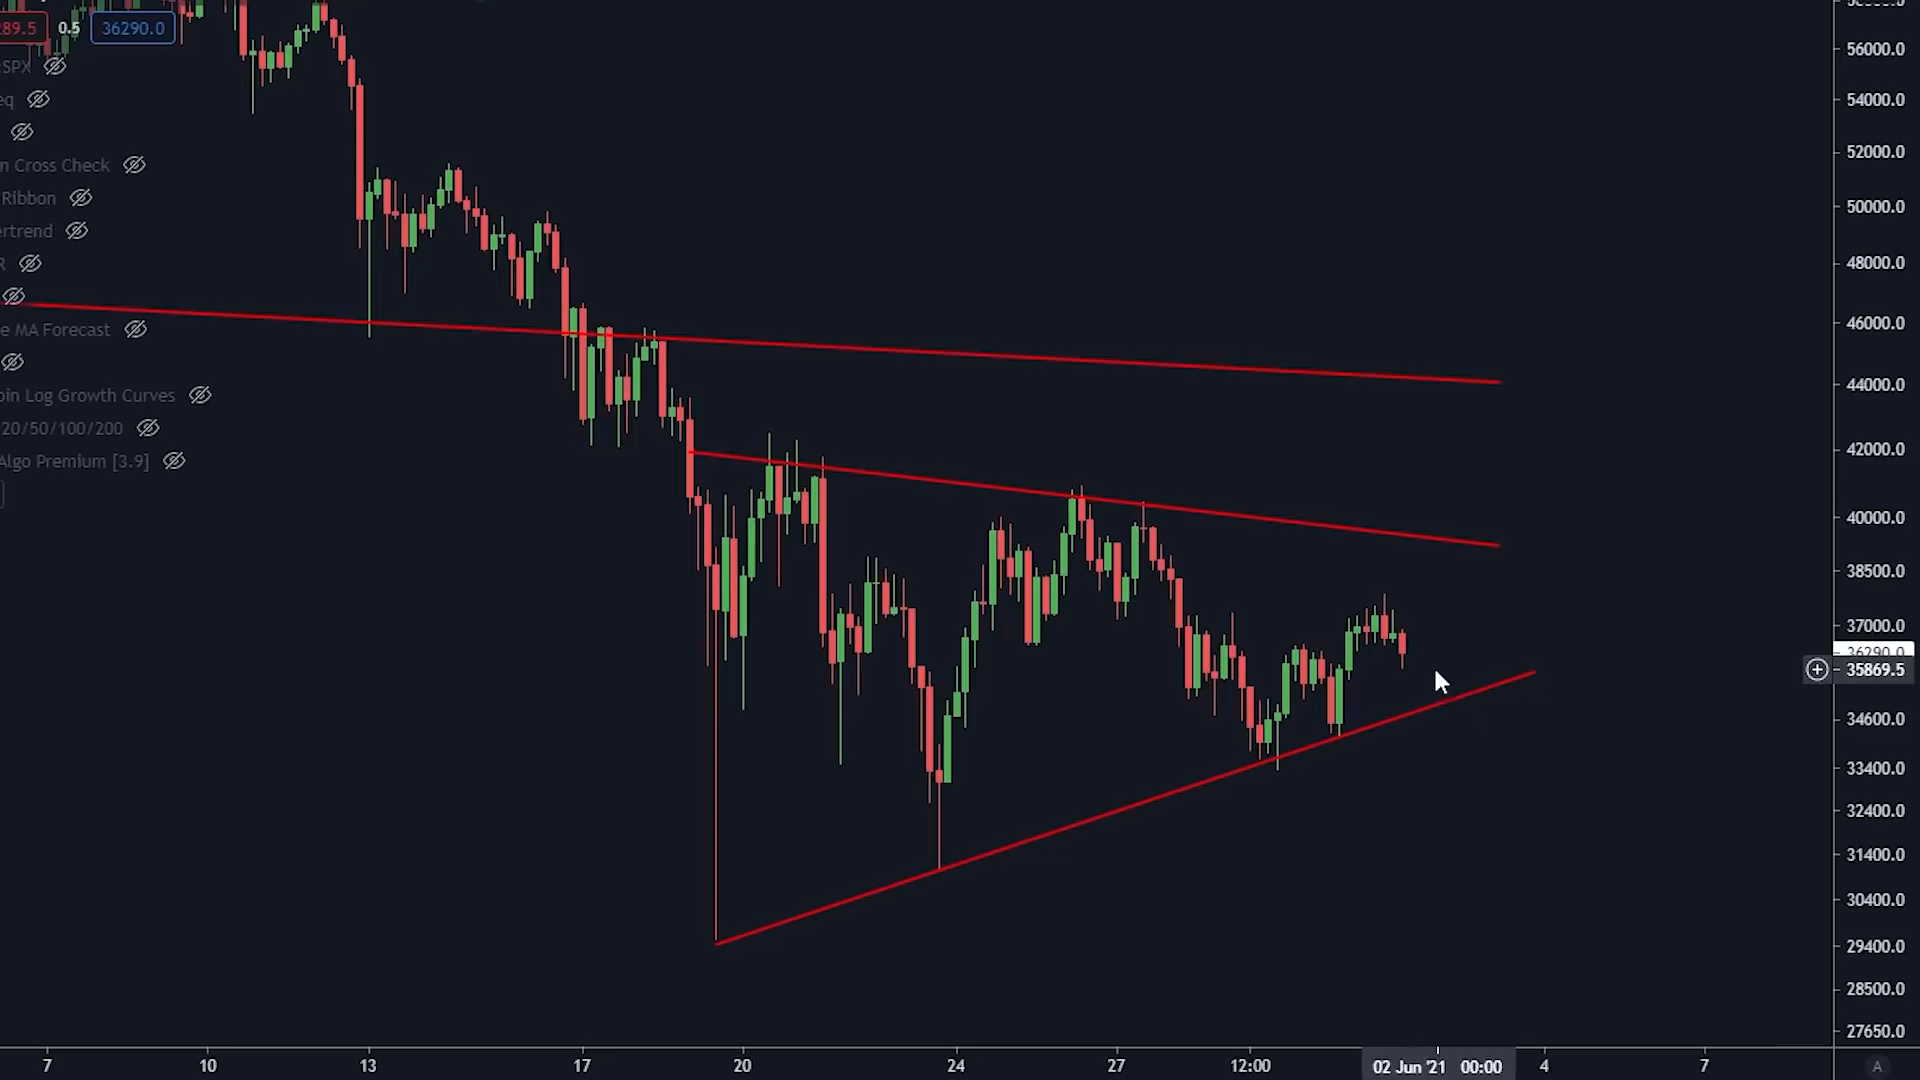 89.5 0.5 36290.0
SPX
eq
n Cross Check
Ribbon
ertrend
R
e MA Forecast
oin Log Growth Curves
20/50/100/200
Algo Premium [3.9]
56000.0
54000.0
52000.0
50000.0
48000.0
46000.0
44000.0
42000.0
40000.0
38500.0
37000.0
36290.0
35869.5
34600.0
33400.0
32400.0
31400.0
30400.0
29400.0
28500.0
27650.0
7 10 13 17 20 24 27 12:00 02 Jun '21 00:00 4 7 A